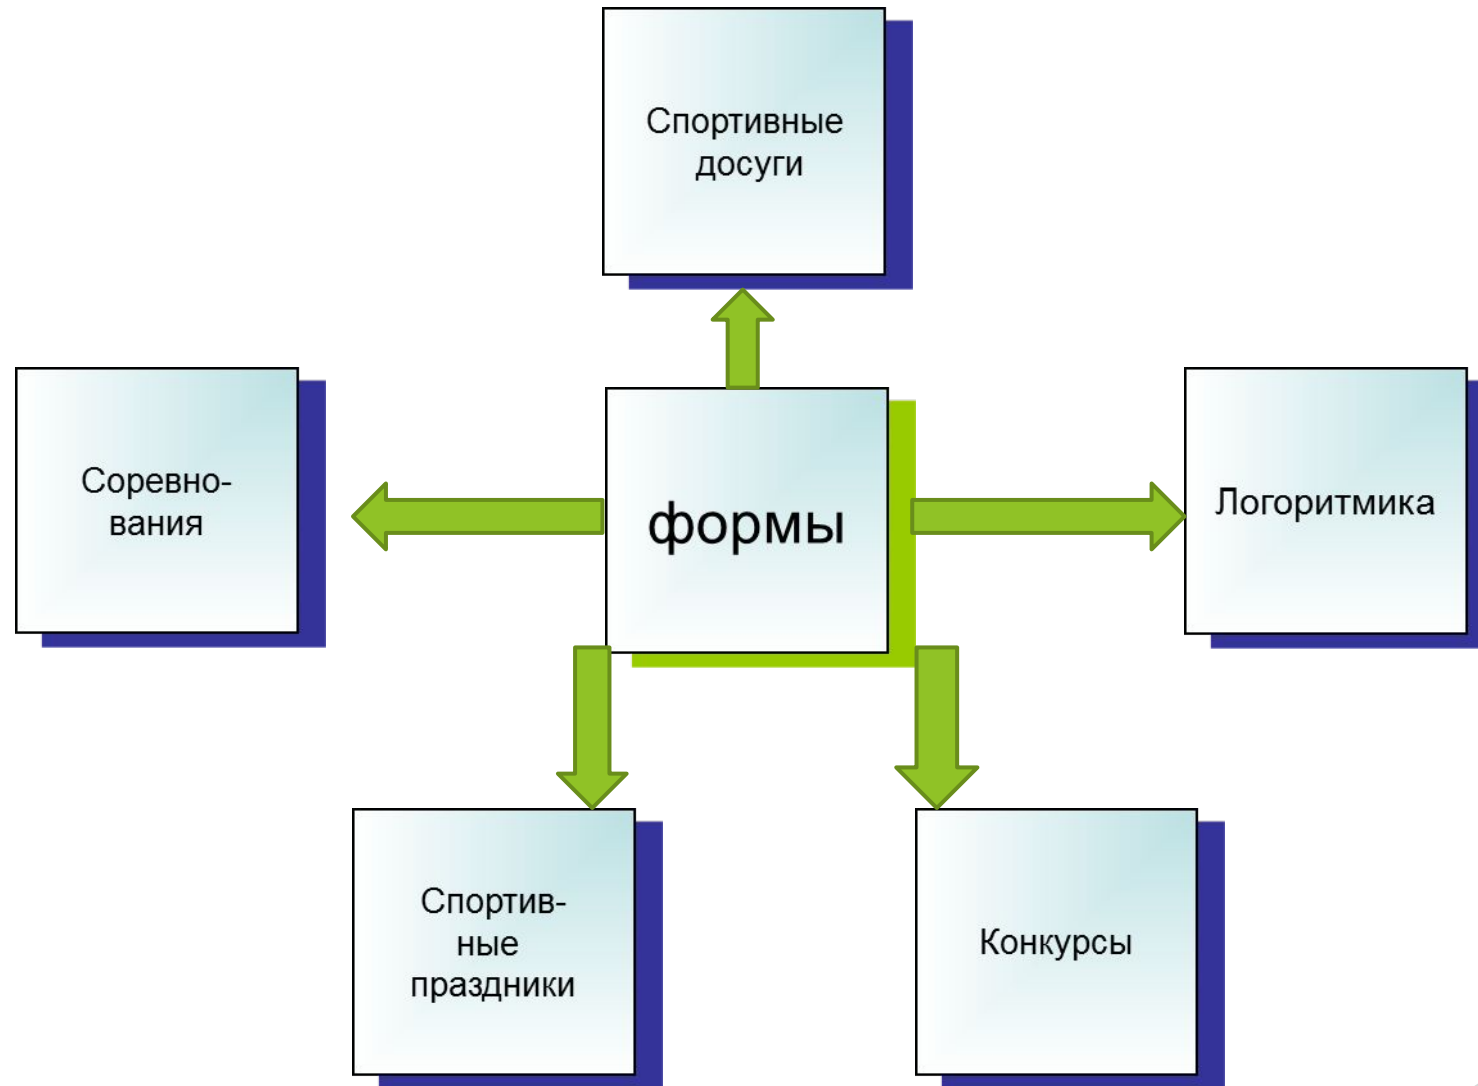 Спортивные
досуги
Соревно-
вания
формы
Логоритмика
Спортив-
ные
праздники
Конкурсы